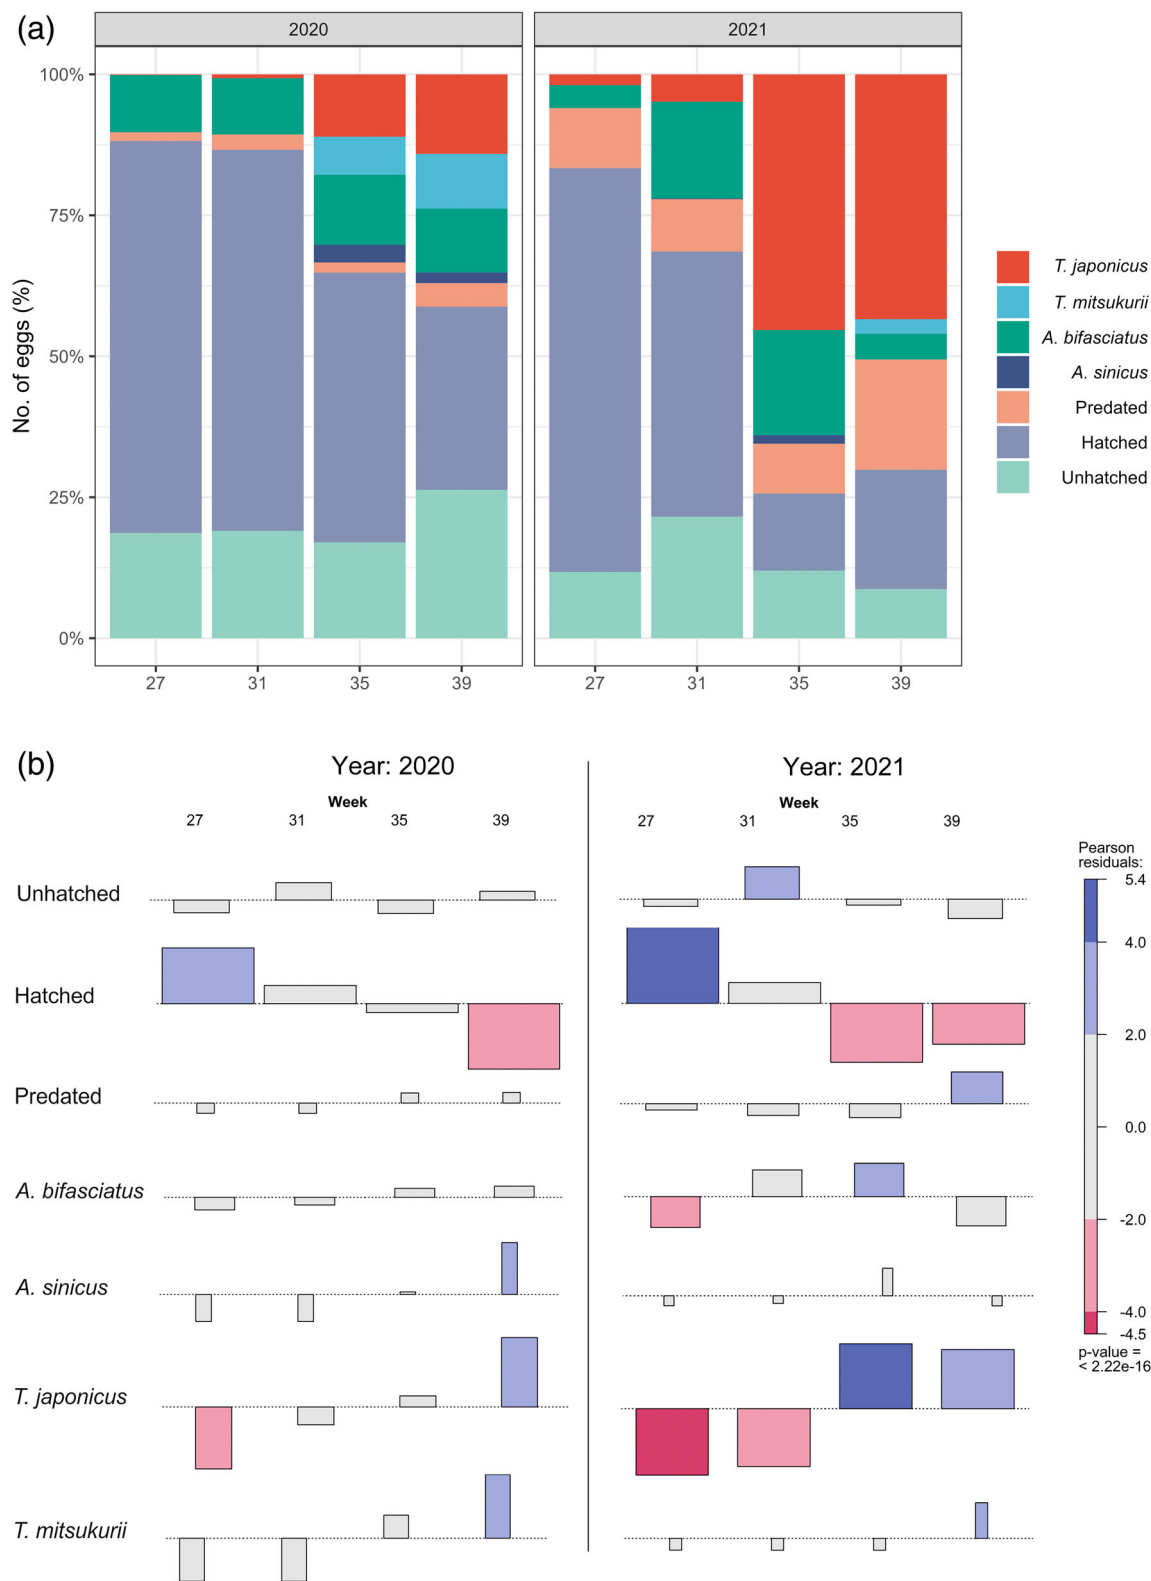 (a)
2020
2021
100%
75%
50%
25%
0%
No. of eggs (%)
27 31 35 39
27 31 35 39
T. japonicus
T. mitsukurii
A. bifasciatus
A. sinicus
Predated
Hatched
Unhatched
(b)
Year: 2020
Year: 2021
Week
27 31 35 39
Week
27 31 35 39
Unhatched
Hatched
Predated
A. bifasciatus
A. sinicus
T. japonicus
T. mitsukurii
Pearson
residuals:
5.4
4.0
2.0
0.0
-2.0
-4.0
-4.5
p-value =
< 2.22e-16